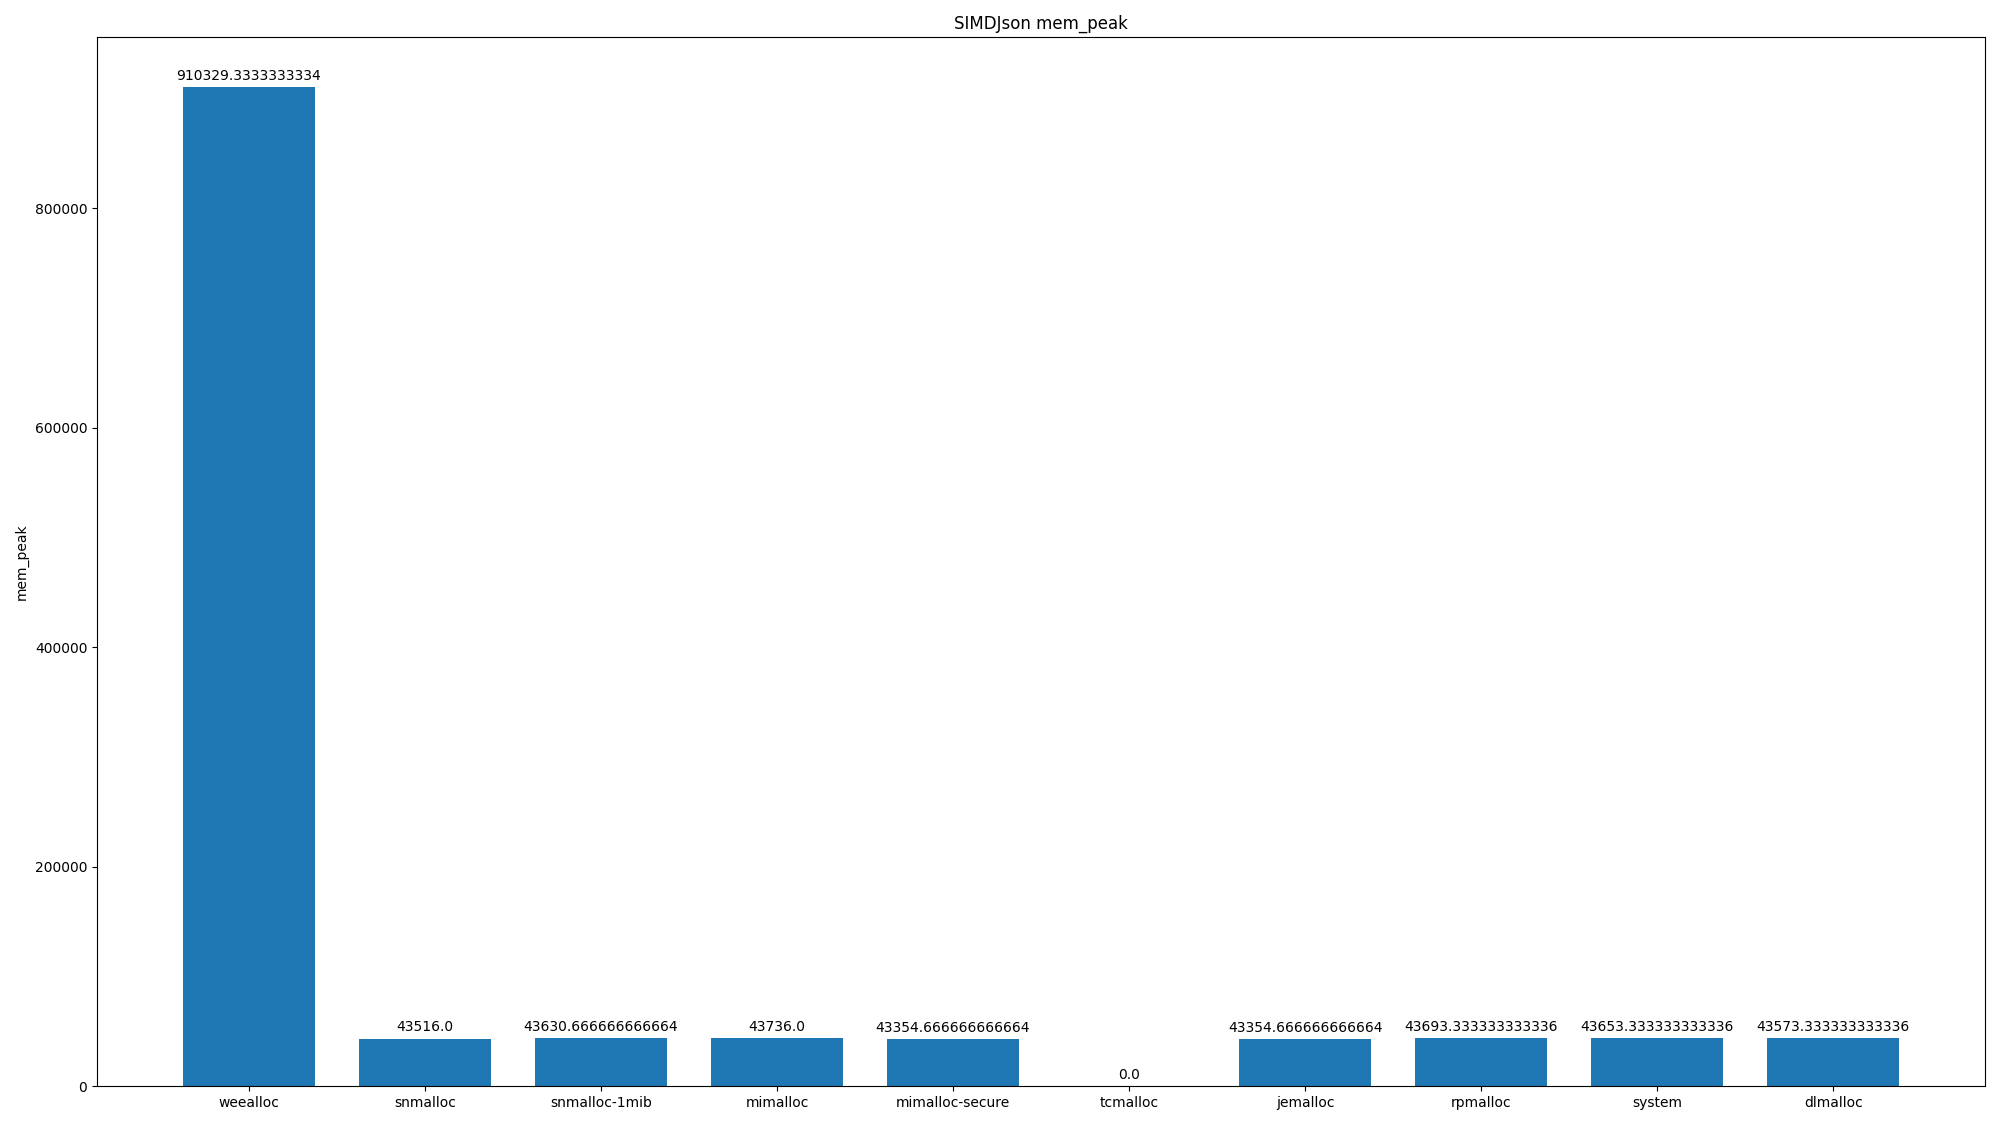 SIMDJson mem_peak
910329.3333333334
800000
600000
mem_peak
400000
200000
43516.0
43630.666666666664
43736.0
43354.666666666664
0.0
43354.666666666664
43693.333333333336
43653.333333333336
43573.333333333336
0
weealloc
snmalloc
snmalloc-1mib
mimalloc
mimalloc-secure
tcmalloc
jemalloc
rpmalloc
system
dlmalloc